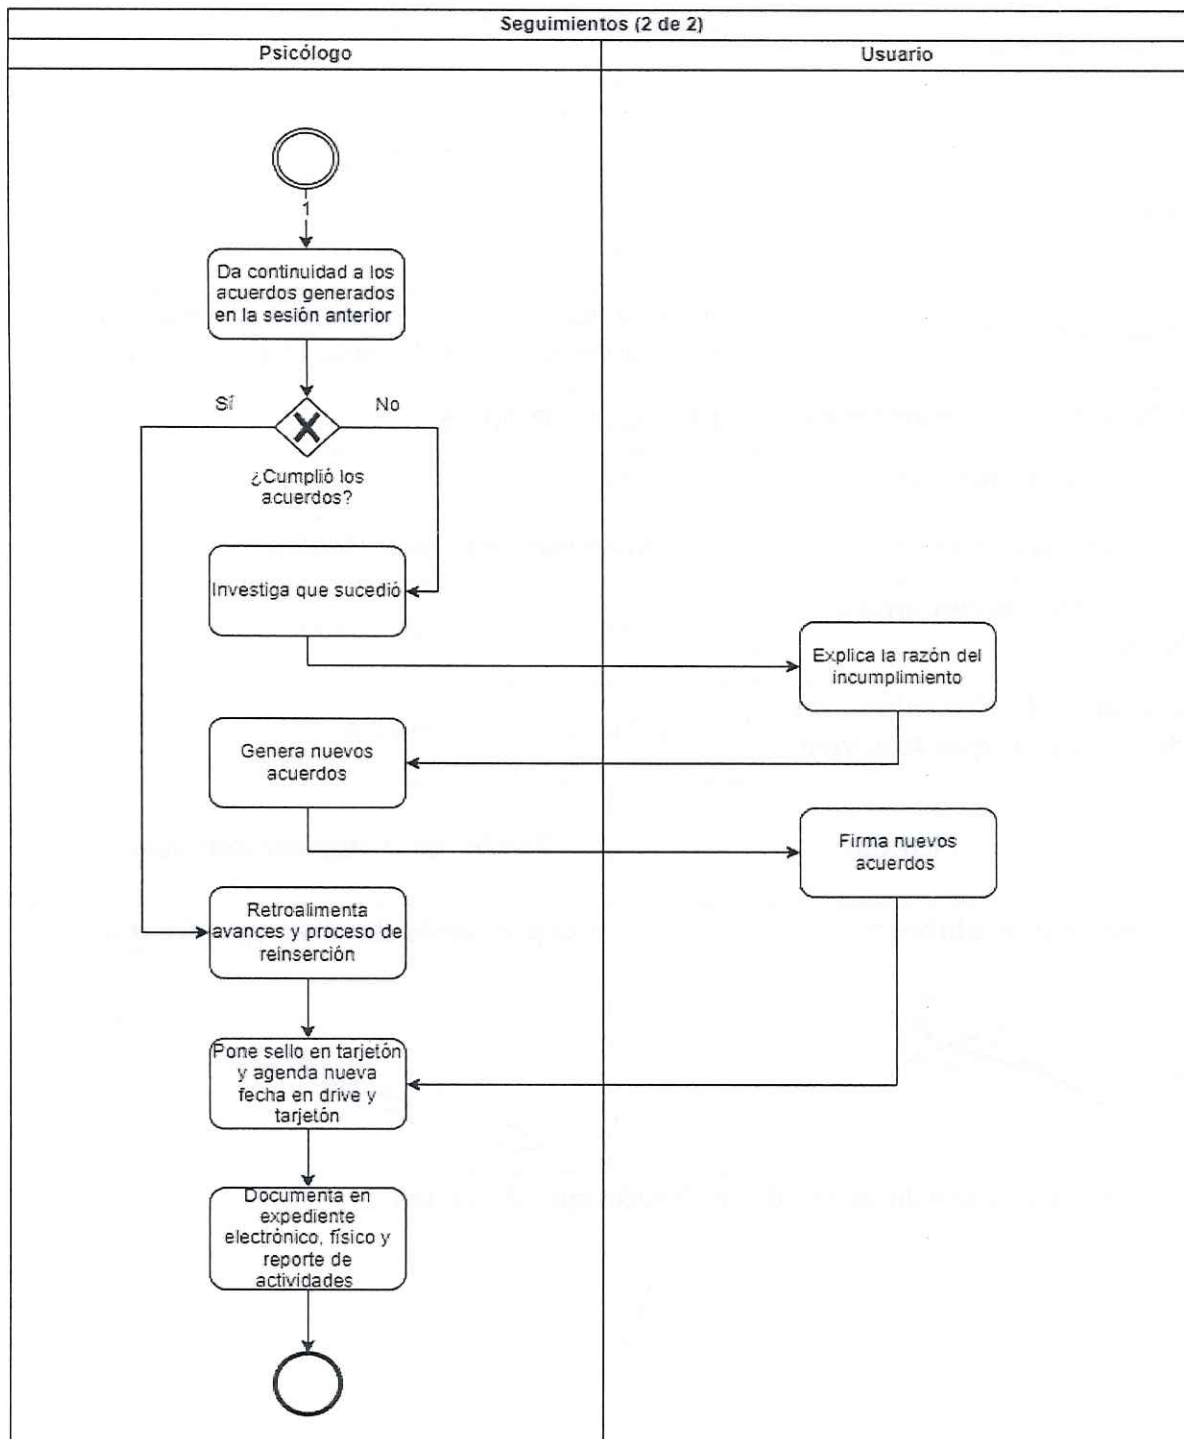 Seguimientos (2 de 2)
Psicólogo
Usuario
1
Da continuidad a los
acuerdos generados
en la sesión anterior
Sí
No
¿Cumplió los
acuerdos?
Investiga que sucedió
Explica la razón del
incumplimiento
Genera nuevos
acuerdos
Firma nuevos
acuerdos
Retroalimenta
avances y proceso de
reinserción
Pone sello en tarjetón
y agenda nueva
fecha en drive y
tarjetón
Documenta en
expediente
electrónico, físico y
reporte de
actividades